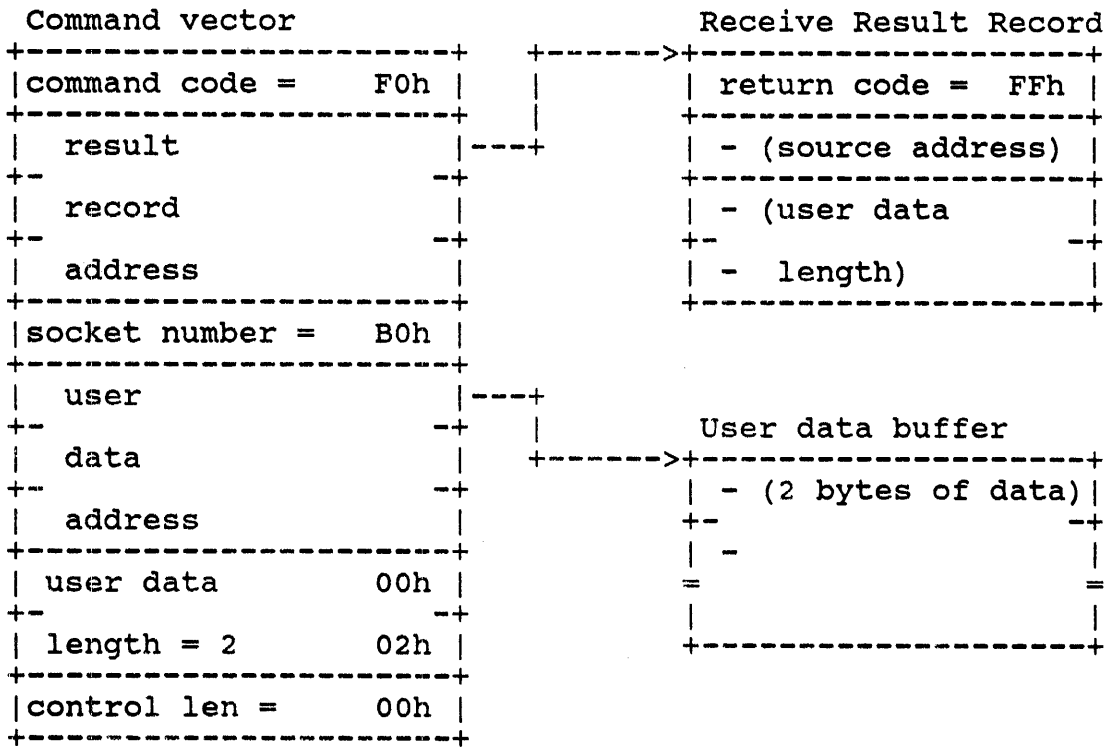 Command vector
command code = F0h
result
record
address
socket number = B0h
user
data
address
user data 00h
length = 2 02h
control len = 00h
Receive Result Record
return code = FFh
- (source address)
- (user data
- length)
User data buffer
- (2 bytes of data)
-